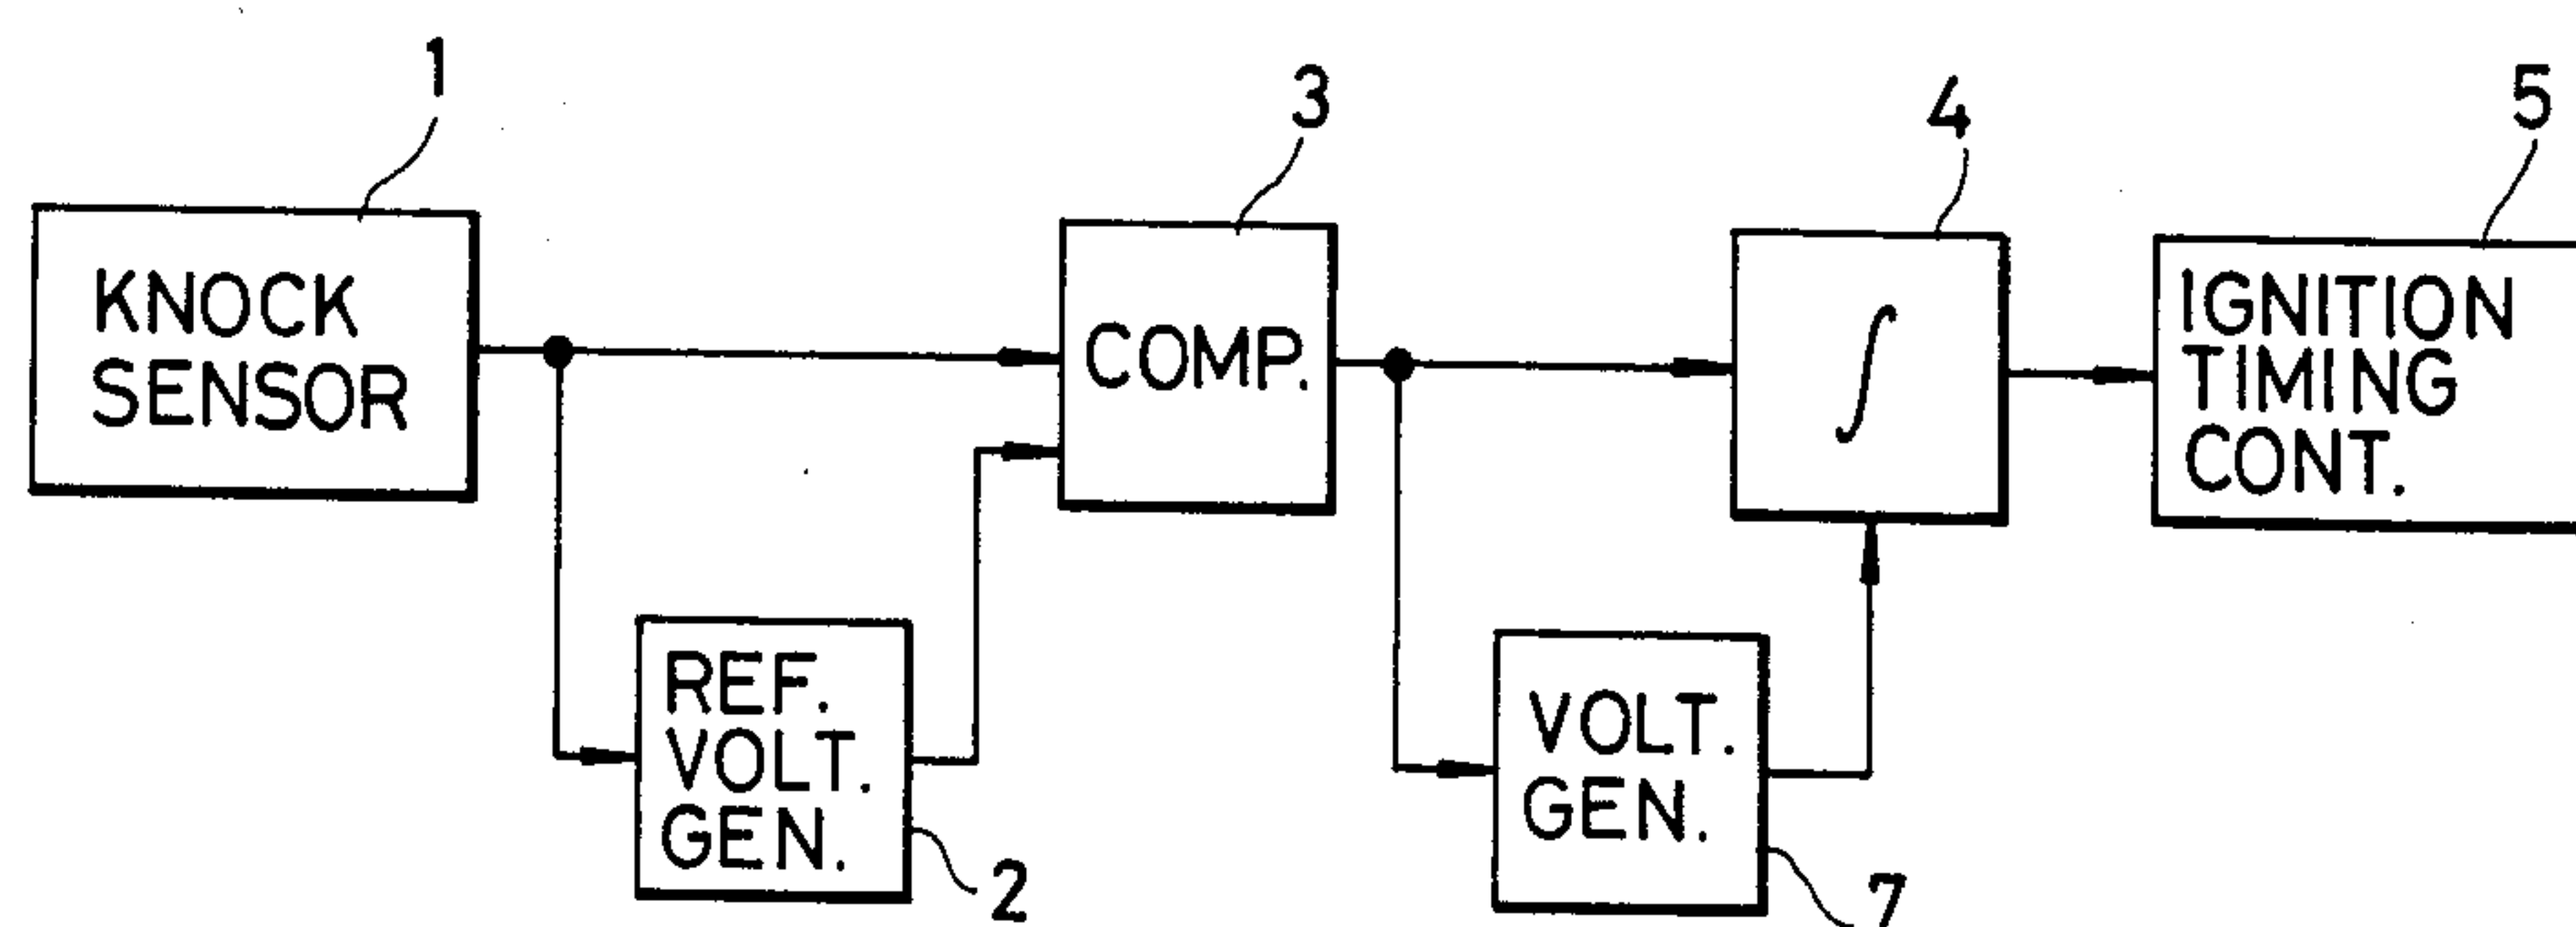 1
3
4
5
KNOCK
SENSOR
COMP.
∫
IGNITION
TIMING
CONT.
REF.
VOLT.
GEN.
2
VOLT.
GEN.
7